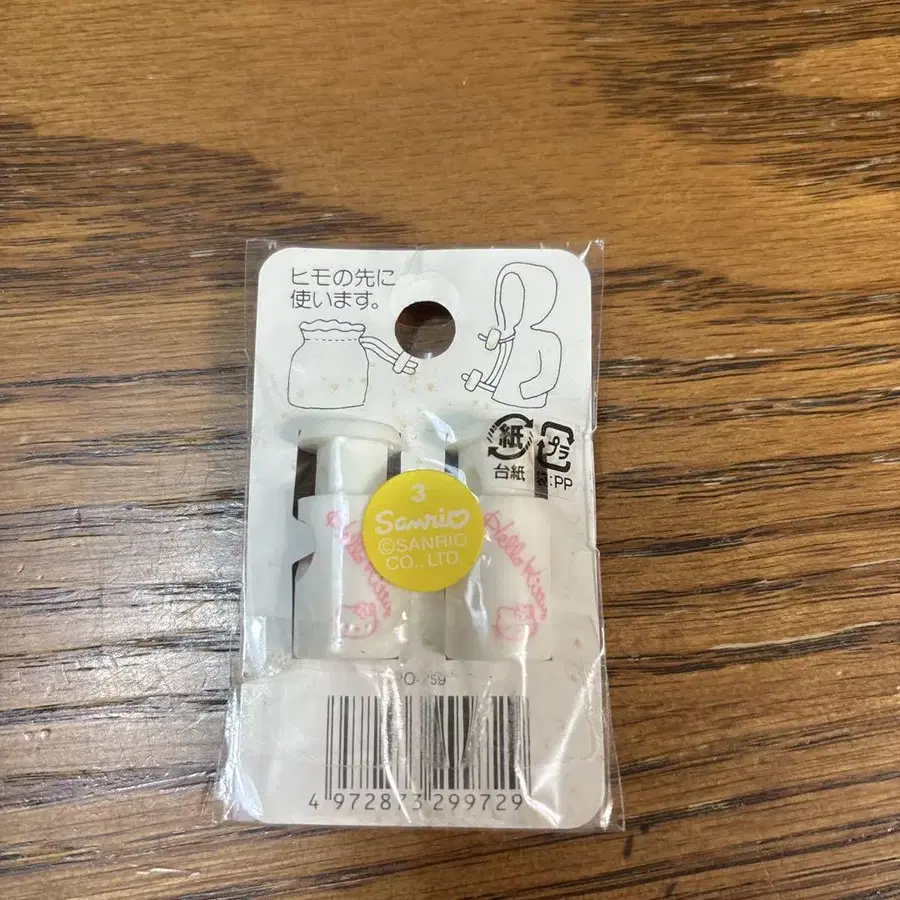 ヒモの先に
使います。
紙
プラ
台紙
袋:PP
3
Sanrio
©SANRIO
CO., LTD.
Hello Kitty
Hello Kitty
4 972873 299729